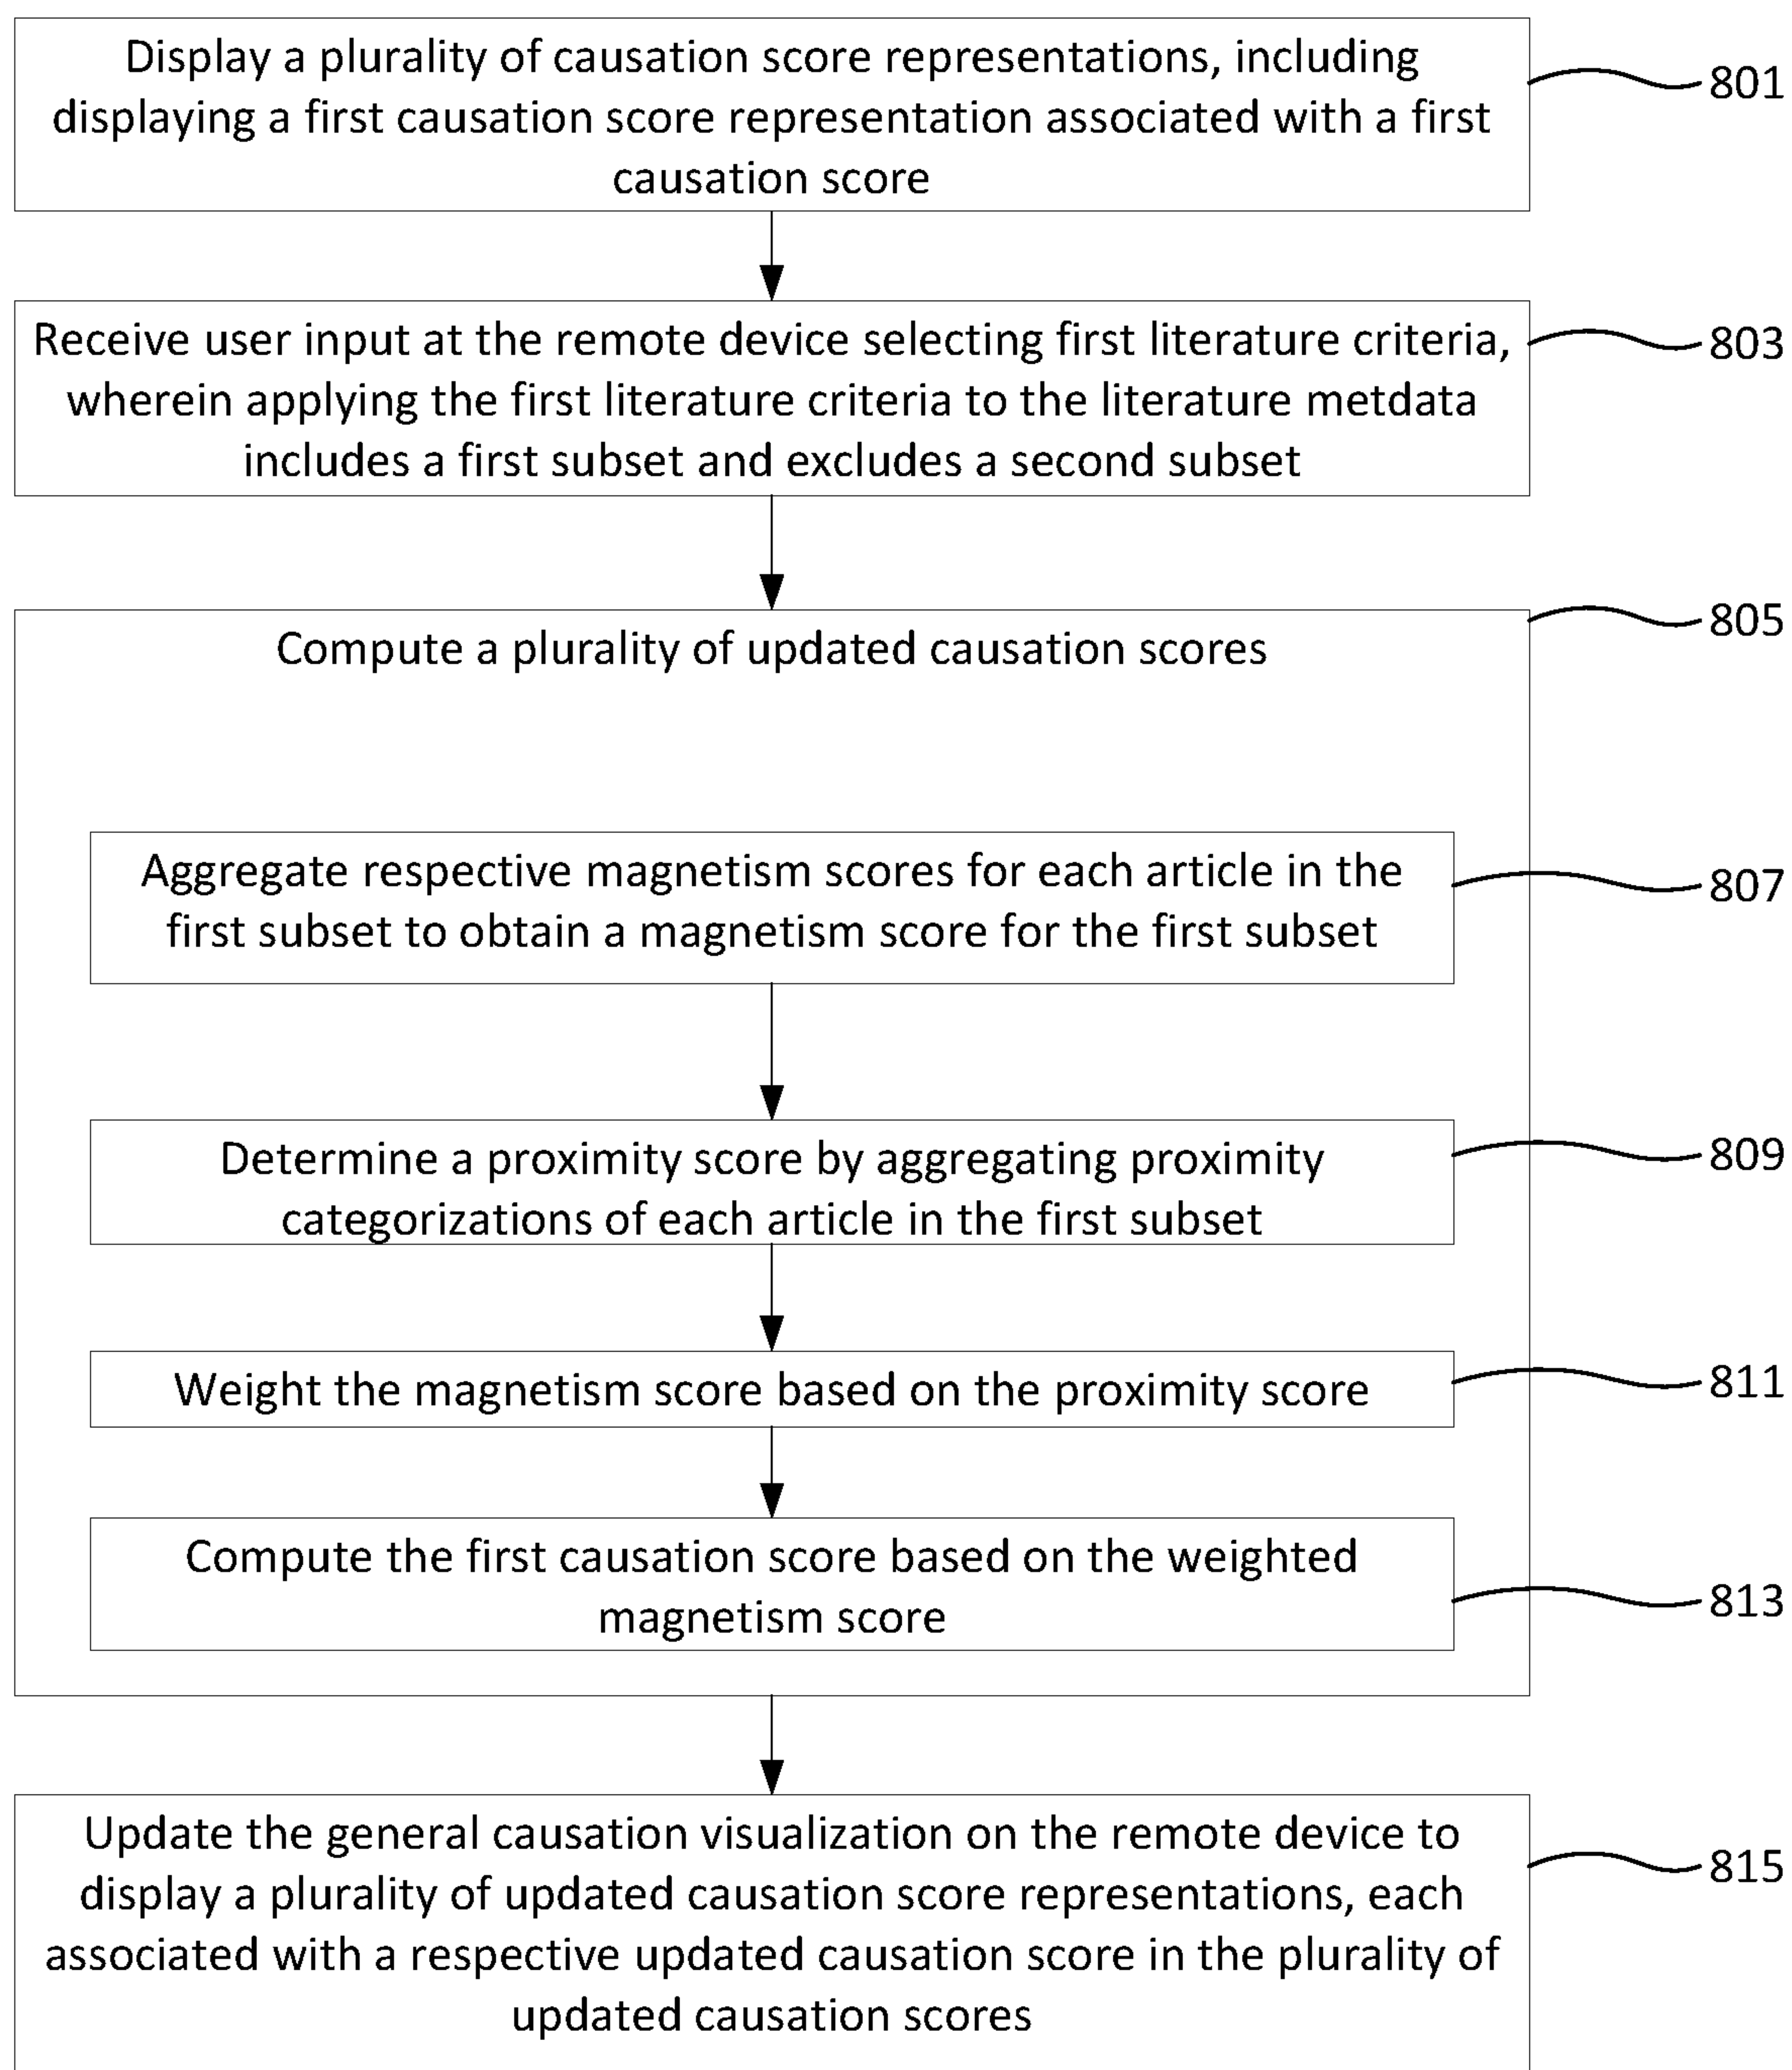 Display a plurality of causation score representations, including
displaying a first causation score representation associated with a first
causation score
801
Receive user input at the remote device selecting first literature criteria,
wherein applying the first literature criteria to the literature metdata
includes a first subset and excludes a second subset
803
Compute a plurality of updated causation scores
805
Aggregate respective magnetism scores for each article in the
first subset to obtain a magnetism score for the first subset
807
Determine a proximity score by aggregating proximity
categorizations of each article in the first subset
809
Weight the magnetism score based on the proximity score
811
Compute the first causation score based on the weighted
magnetism score
813
Update the general causation visualization on the remote device to
display a plurality of updated causation score representations, each
associated with a respective updated causation score in the plurality of
updated causation scores
815